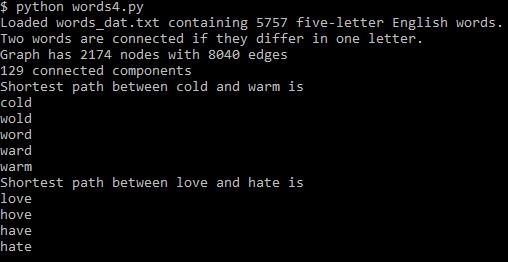 $ python words4.py
Loaded words_dat.txt containing 5757 five-letter English words.
Two words are connected if they differ in one letter.
Graph has 2174 nodes with 8040 edges
129 connected components
Shortest path between cold and warm is
cold
wold
word
ward
warm
Shortest path between love and hate is
love
hove
have
hate